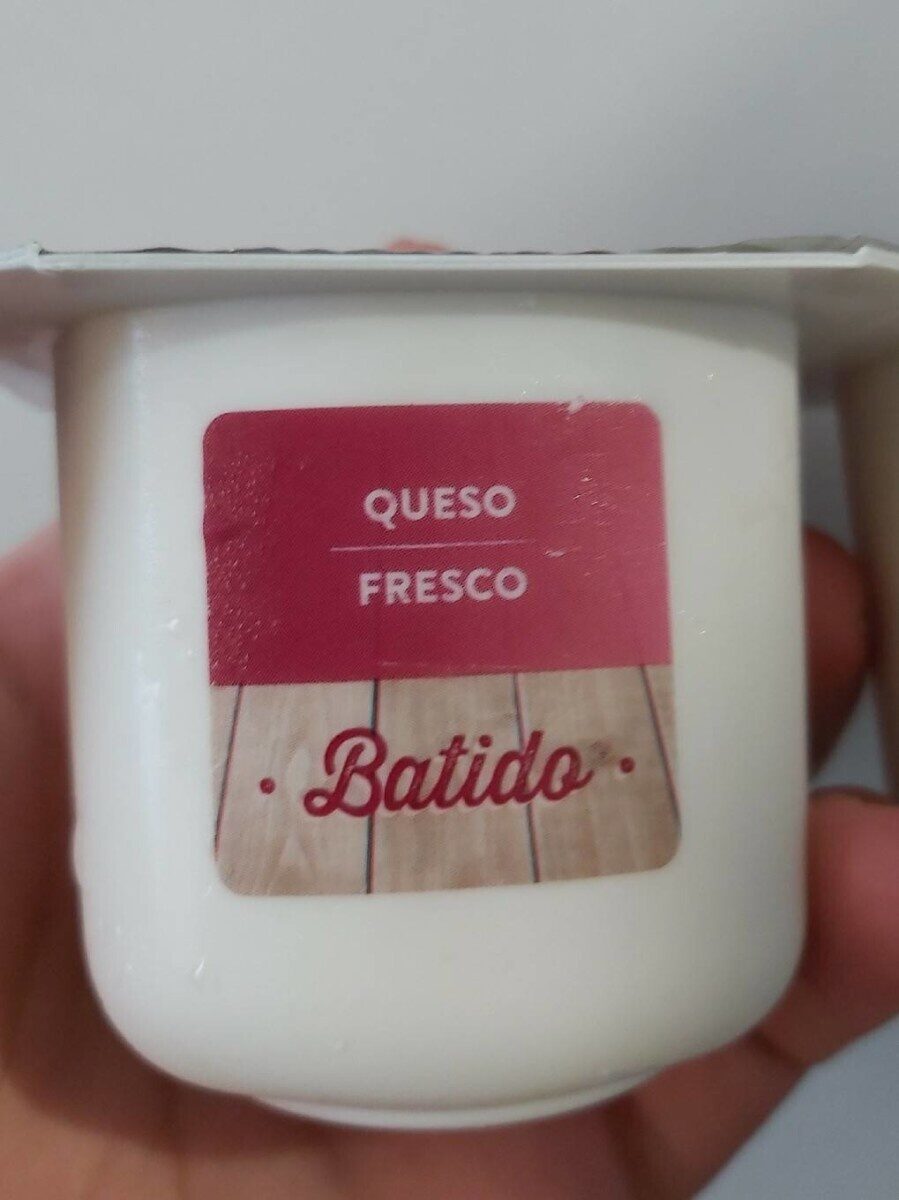 QUESO
FRESCO
· Batido ·